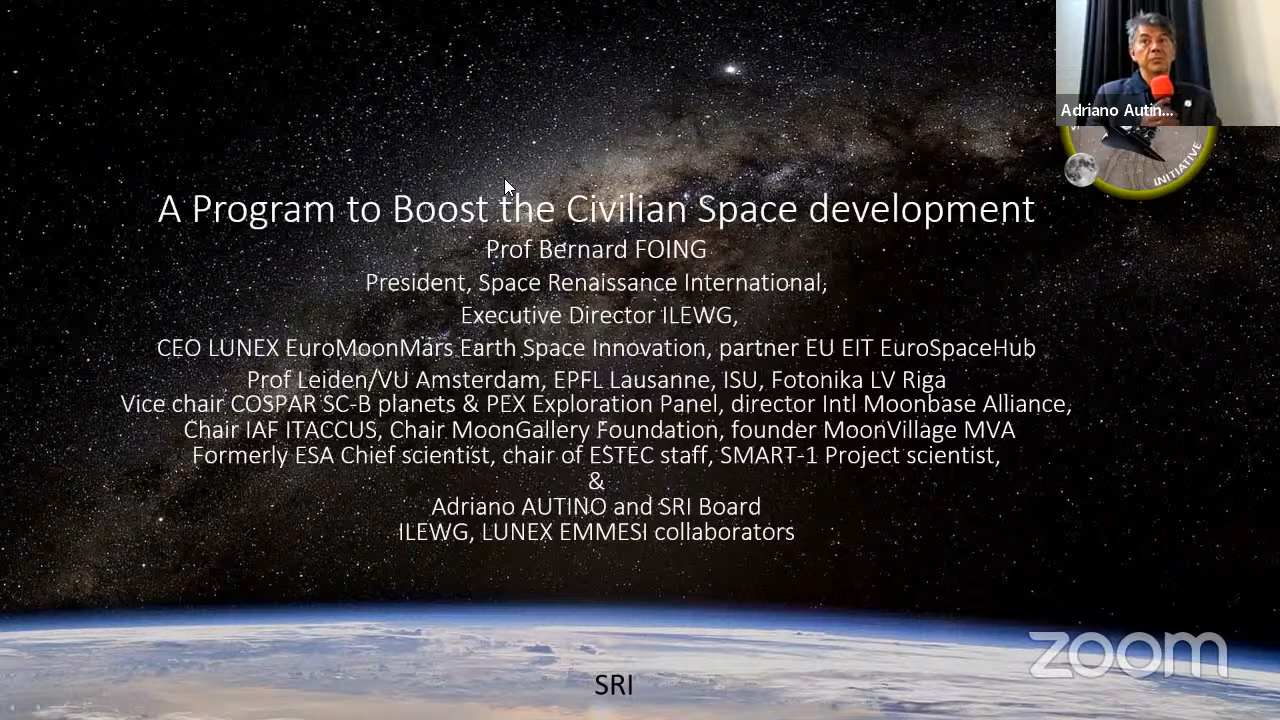 Adriano Autin...
INITIATIVE
A Program to Boost the Civilian Space development
Prof Bernard FOING
President, Space Renaissance International,
Executive Director ILEWG,
CEO LUNEX EuroMoonMars Earth Space Innovation, partner EU EIT EuroSpaceHub
Prof Leiden/VU Amsterdam, EPFL Lausanne, ISU, Fotonika LV Riga
Vice chair COSPAR SC-B planets & PEX Exploration Panel, director Intl Moonbase Alliance,
Chair IAF ITACCUS, Chair MoonGallery Foundation, founder MoonVillage MVA
Formerly ESA Chief scientist, chair of ESTEC staff, SMART-1 Project scientist,
&
Adriano AUTINO and SRI Board
ILEWG, LUNEX EMMESI collaborators
zoom
SRI